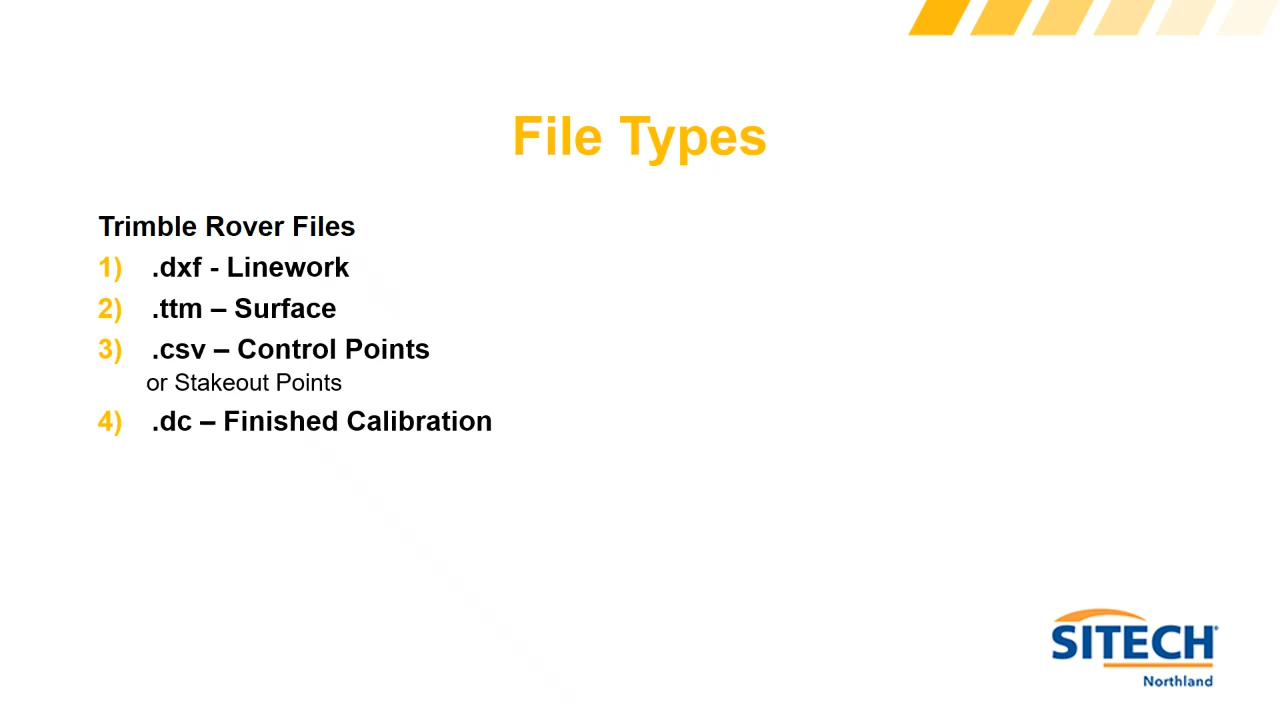 File Types
Trimble Rover Files
1) .dxf - Linework
2) .ttm – Surface
3) .csv – Control Points
or Stakeout Points
4) .dc – Finished Calibration
SITECH®
Northland